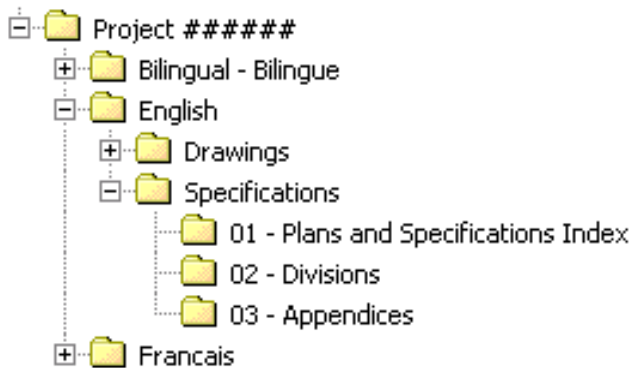 Project ######
Bilingual - Bilingue
English
Drawings
Specifications
01 - Plans and Specifications Index
02 - Divisions
03 - Appendices
Francais